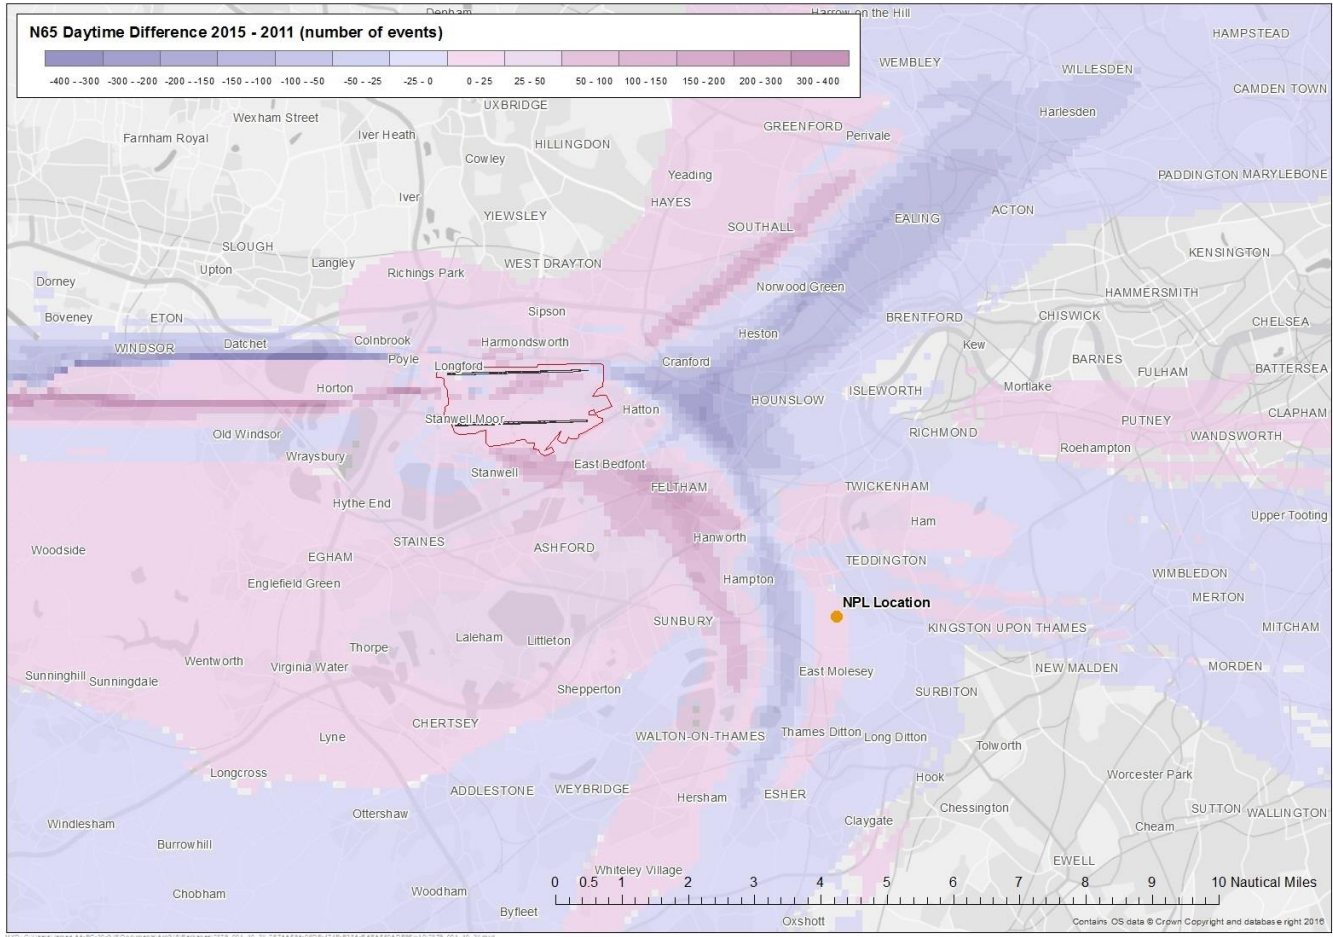 Denham
Harrow on the Hill
N65 Daytime Difference 2015 - 2011 (number of events)
-400 --300 -300 --200 -200 --150 -150 --100 -100 --50 -50 --25 -25 - 0 0 - 25 25 - 50 50 - 100 100 - 150 150 - 200 200 - 300 300 - 400
HAMPSTEAD
WEMBLEY
WILLESDEN
CAMDEN TOWN
UXBRIDGE
Harlesden
Wexham Street
GREENFORD
Farnham Royal
Iver Heath
Perivale
HILLINGDON
Cowley
Yeading
PADDINGTON MARYLEBONE
Iver
HAYES
ACTON
YIEWSLEY
EALING
SOUTHALL
SLOUGH
KENSINGTON
Langley
WEST DRAYTON
Upton
Richings Park
Dorney
Norwood Green
HAMMERSMITH
Sipson
Boveney
ETON
BRENTFORD
CHISWICK
CHELSEA
Heston
WINDSOR
Datchet
Colnbrook
Harmondsworth
Kew
Poyle
Longford
Cranford
BARNES
FULHAM
BATTERSEA
Horton
ISLEWORTH
Mortlake
HOUNSLOW
Hatton
Stanwell Moor
PUTNEY
CLAPHAM
Old Windsor
RICHMOND
WANDSWORTH
Roehampton
Wraysbury
East Bedfont
Stanwell
FELTHAM
TWICKENHAM
Hythe End
Upper Tooting
Ham
Hanworth
STAINES
ASHFORD
Woodside
EGHAM
TEDDINGTON
Englefield Green
Hampton
WIMBLEDON
NPL Location
MERTON
SUNBURY
KINGSTON UPON THAMES
MITCHAM
Laleham
Littleton
Thorpe
Wentworth
Virginia Water
NEW MALDEN
MORDEN
Sunninghill
Sunningdale
East Molesey
Shepperton
SURBITON
CHERTSEY
Lyne
WALTON-ON-THAMES
Thames Ditton
Long Ditton
Tolworth
Longcross
Hook
Worcester Park
ADDLESTONE
WEYBRIDGE
Hersham
ESHER
Chessington
SUTTON
WALLINGTON
Ottershaw
Claygate
Windlesham
Cheam
Burrowhill
EWELL
Whiteley Village
0 0.5 1 2 3 4 5 6 7 8 9 10 Nautical Miles
Chobham
Woodham
Byfleet
Oxshott
Contains OS data © Crown Copyright and database right 2016